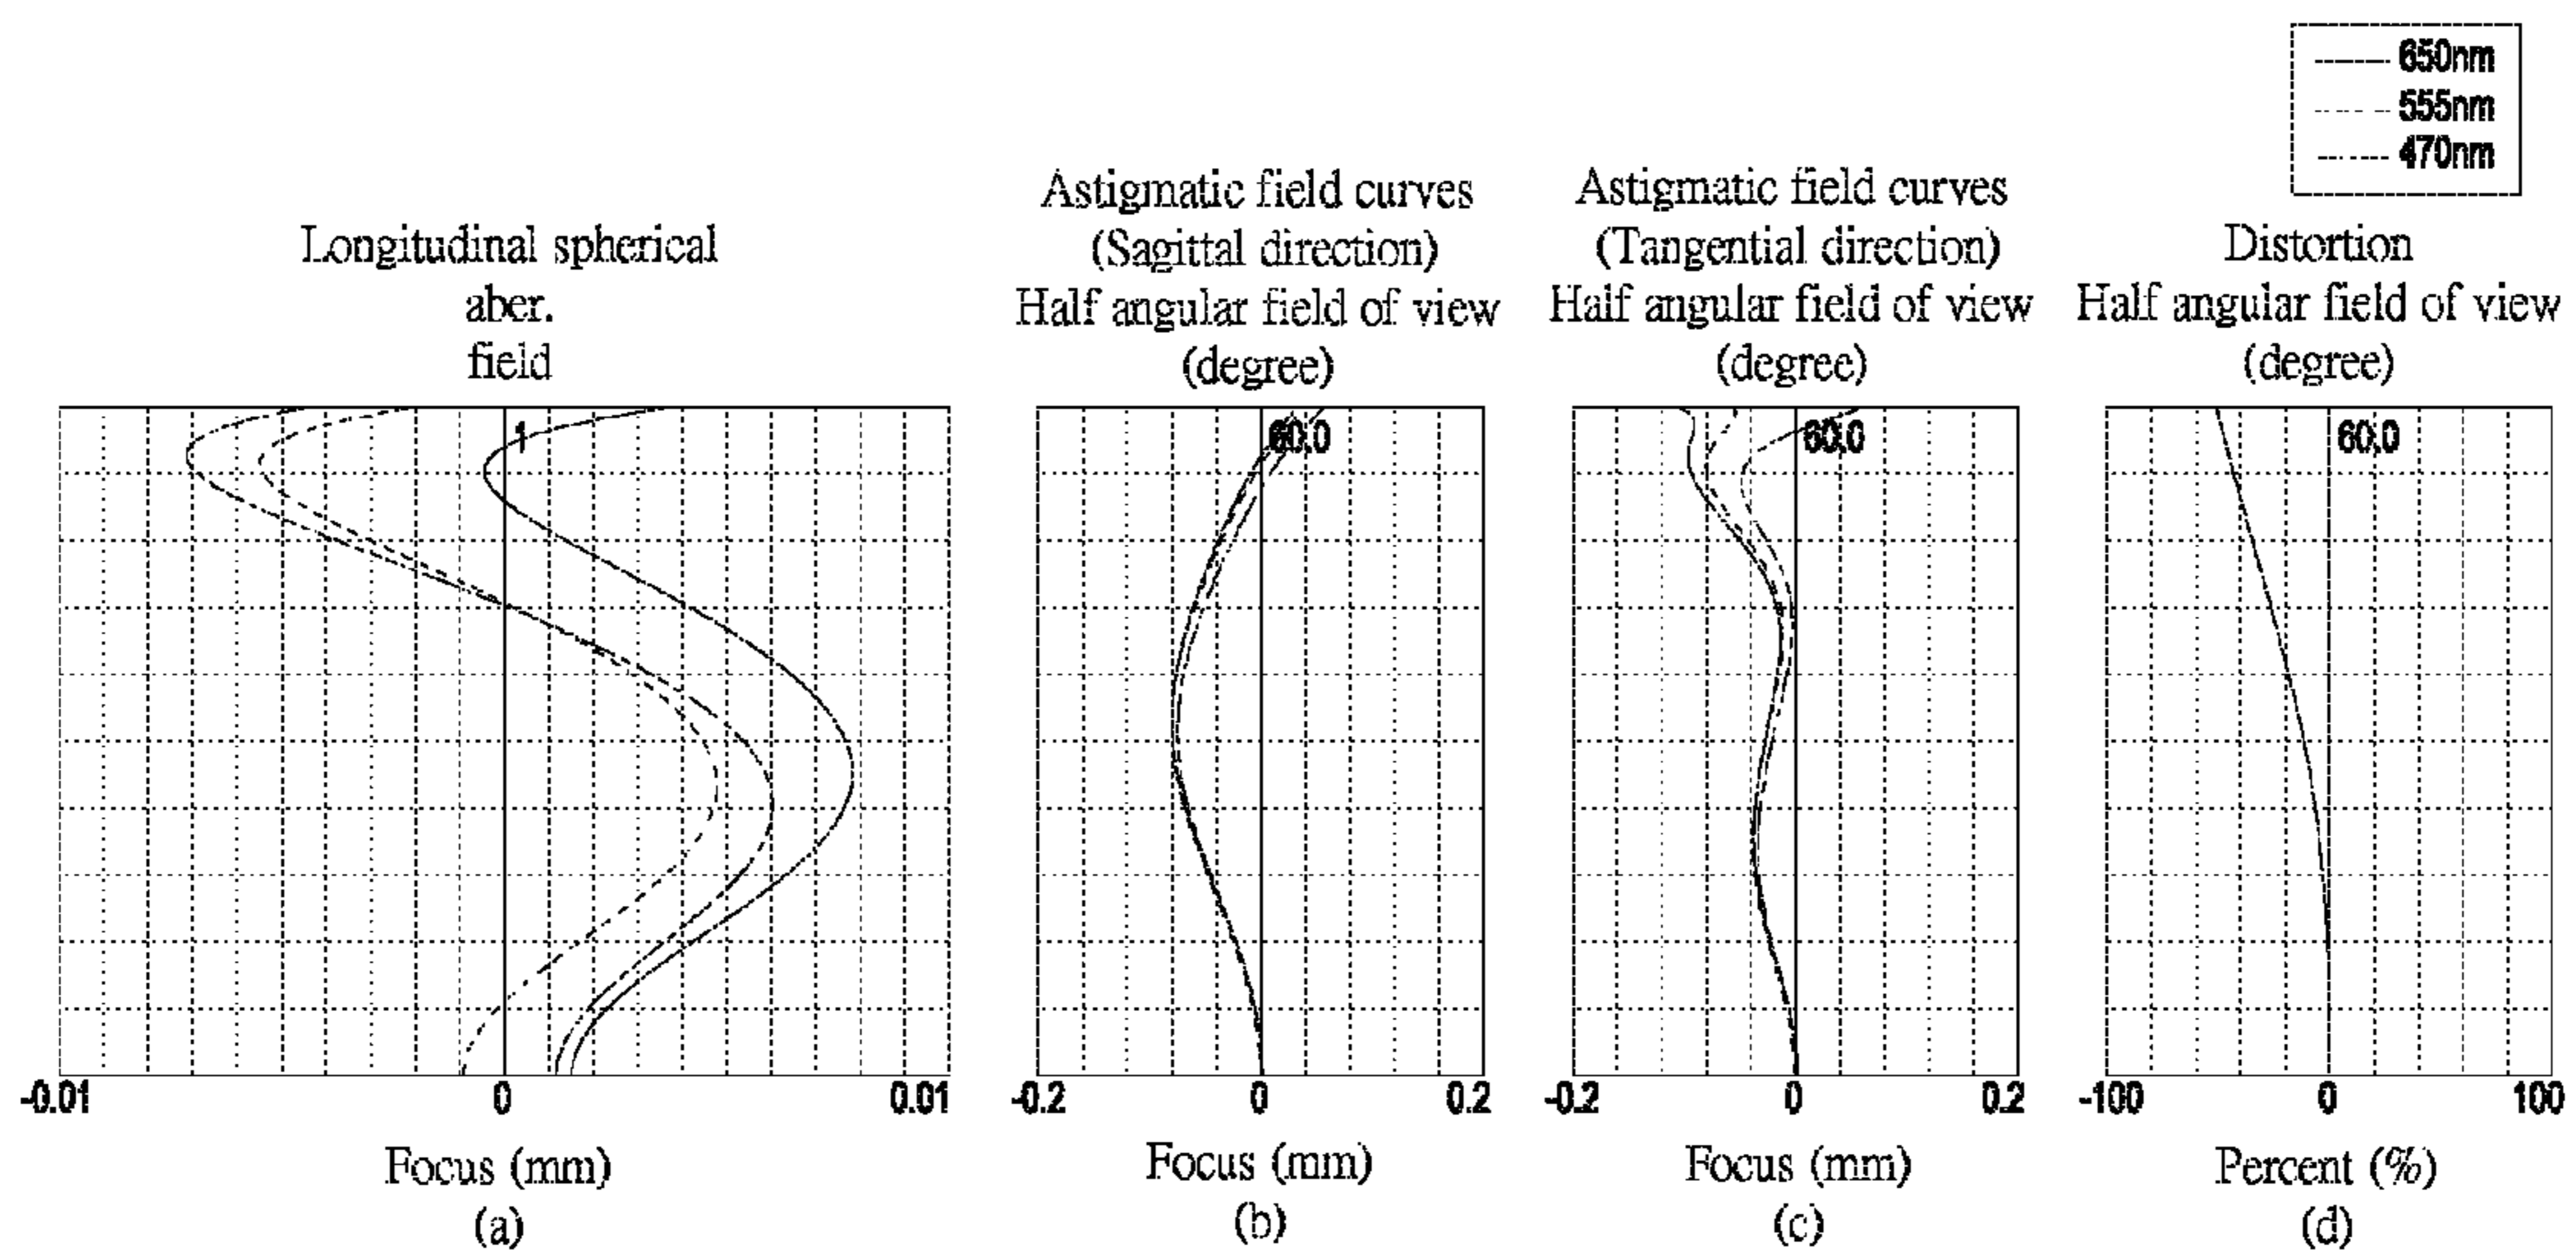 650nm
555nm
470nm
Longitudinal spherical
aber.
field
Astigmatic field curves
(Sagittal direction)
Half angular field of view
(degree)
Astigmatic field curves
(Tangential direction)
Half angular field of view
(degree)
Distortion
Half angular field of view
(degree)
1
60.0
60.0
60.0
-0.01
0
0.01
-0.2
0
0.2
-0.2
0
0.2
-100
0
100
Focus (mm)
Focus (mm)
Focus (mm)
Percent (%)
(a)
(b)
(c)
(d)